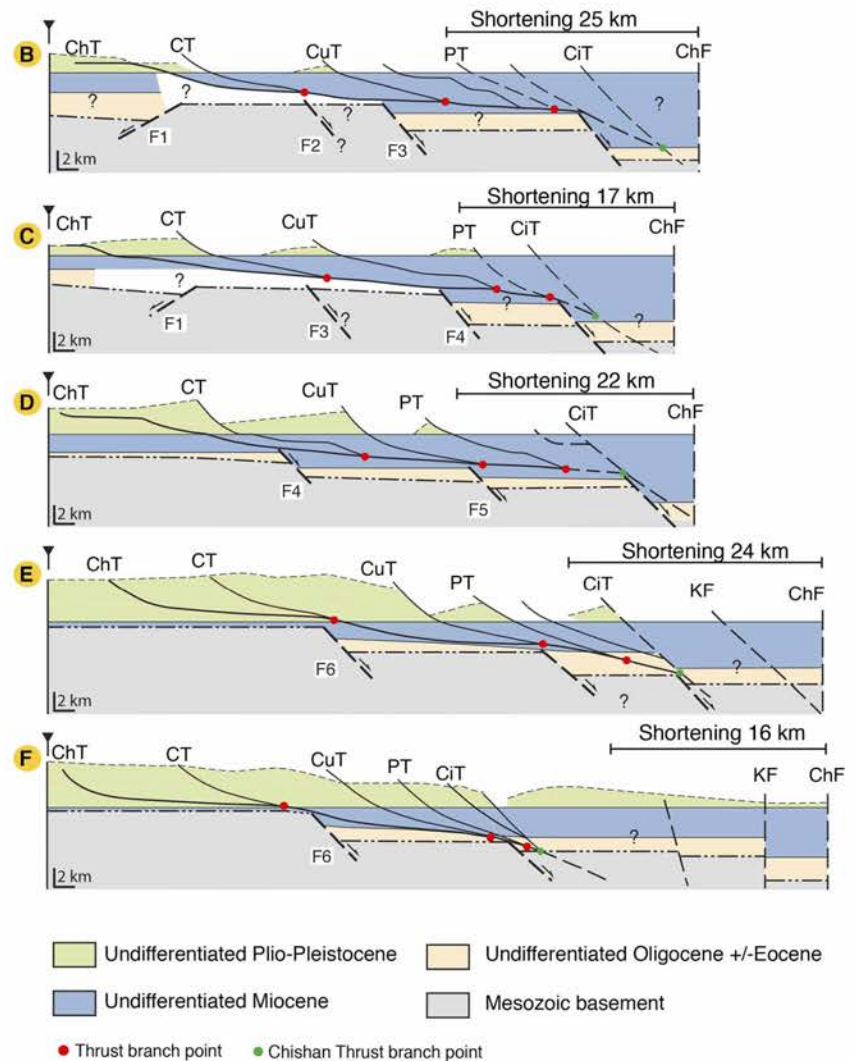 Shortening 25 km
B
ChT CT CuT PT CiT ChF
? ? ? ? ?
F1 F2 ? F3
2 km
Shortening 17 km
C
ChT CT CuT PT CiT ChF
? ? ?
F1 F3 ? F4
2 km
Shortening 22 km
D
ChT CT CuT PT CiT ChF
F4 F5
2 km
Shortening 24 km
E
ChT CT CuT PT CiT KF ChF
?
F6
?
2 km
Shortening 16 km
F
ChT CT CuT PT CiT KF ChF
?
F6
2 km
Undifferentiated Plio-Pleistocene
Undifferentiated Oligocene +/-Eocene
Undifferentiated Miocene
Mesozoic basement
Thrust branch point
Chishan Thrust branch point